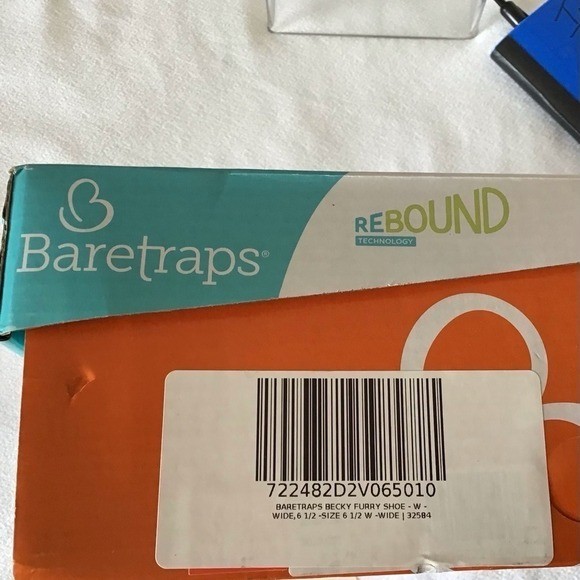 Baretraps®
REBOUND
TECHNOLOGY
722482D2V065010
BARETRAPS BECKY FURRY SHOE - W -
WIDE,6 1/2 -SIZE 6 1/2 W -WIDE | 32584